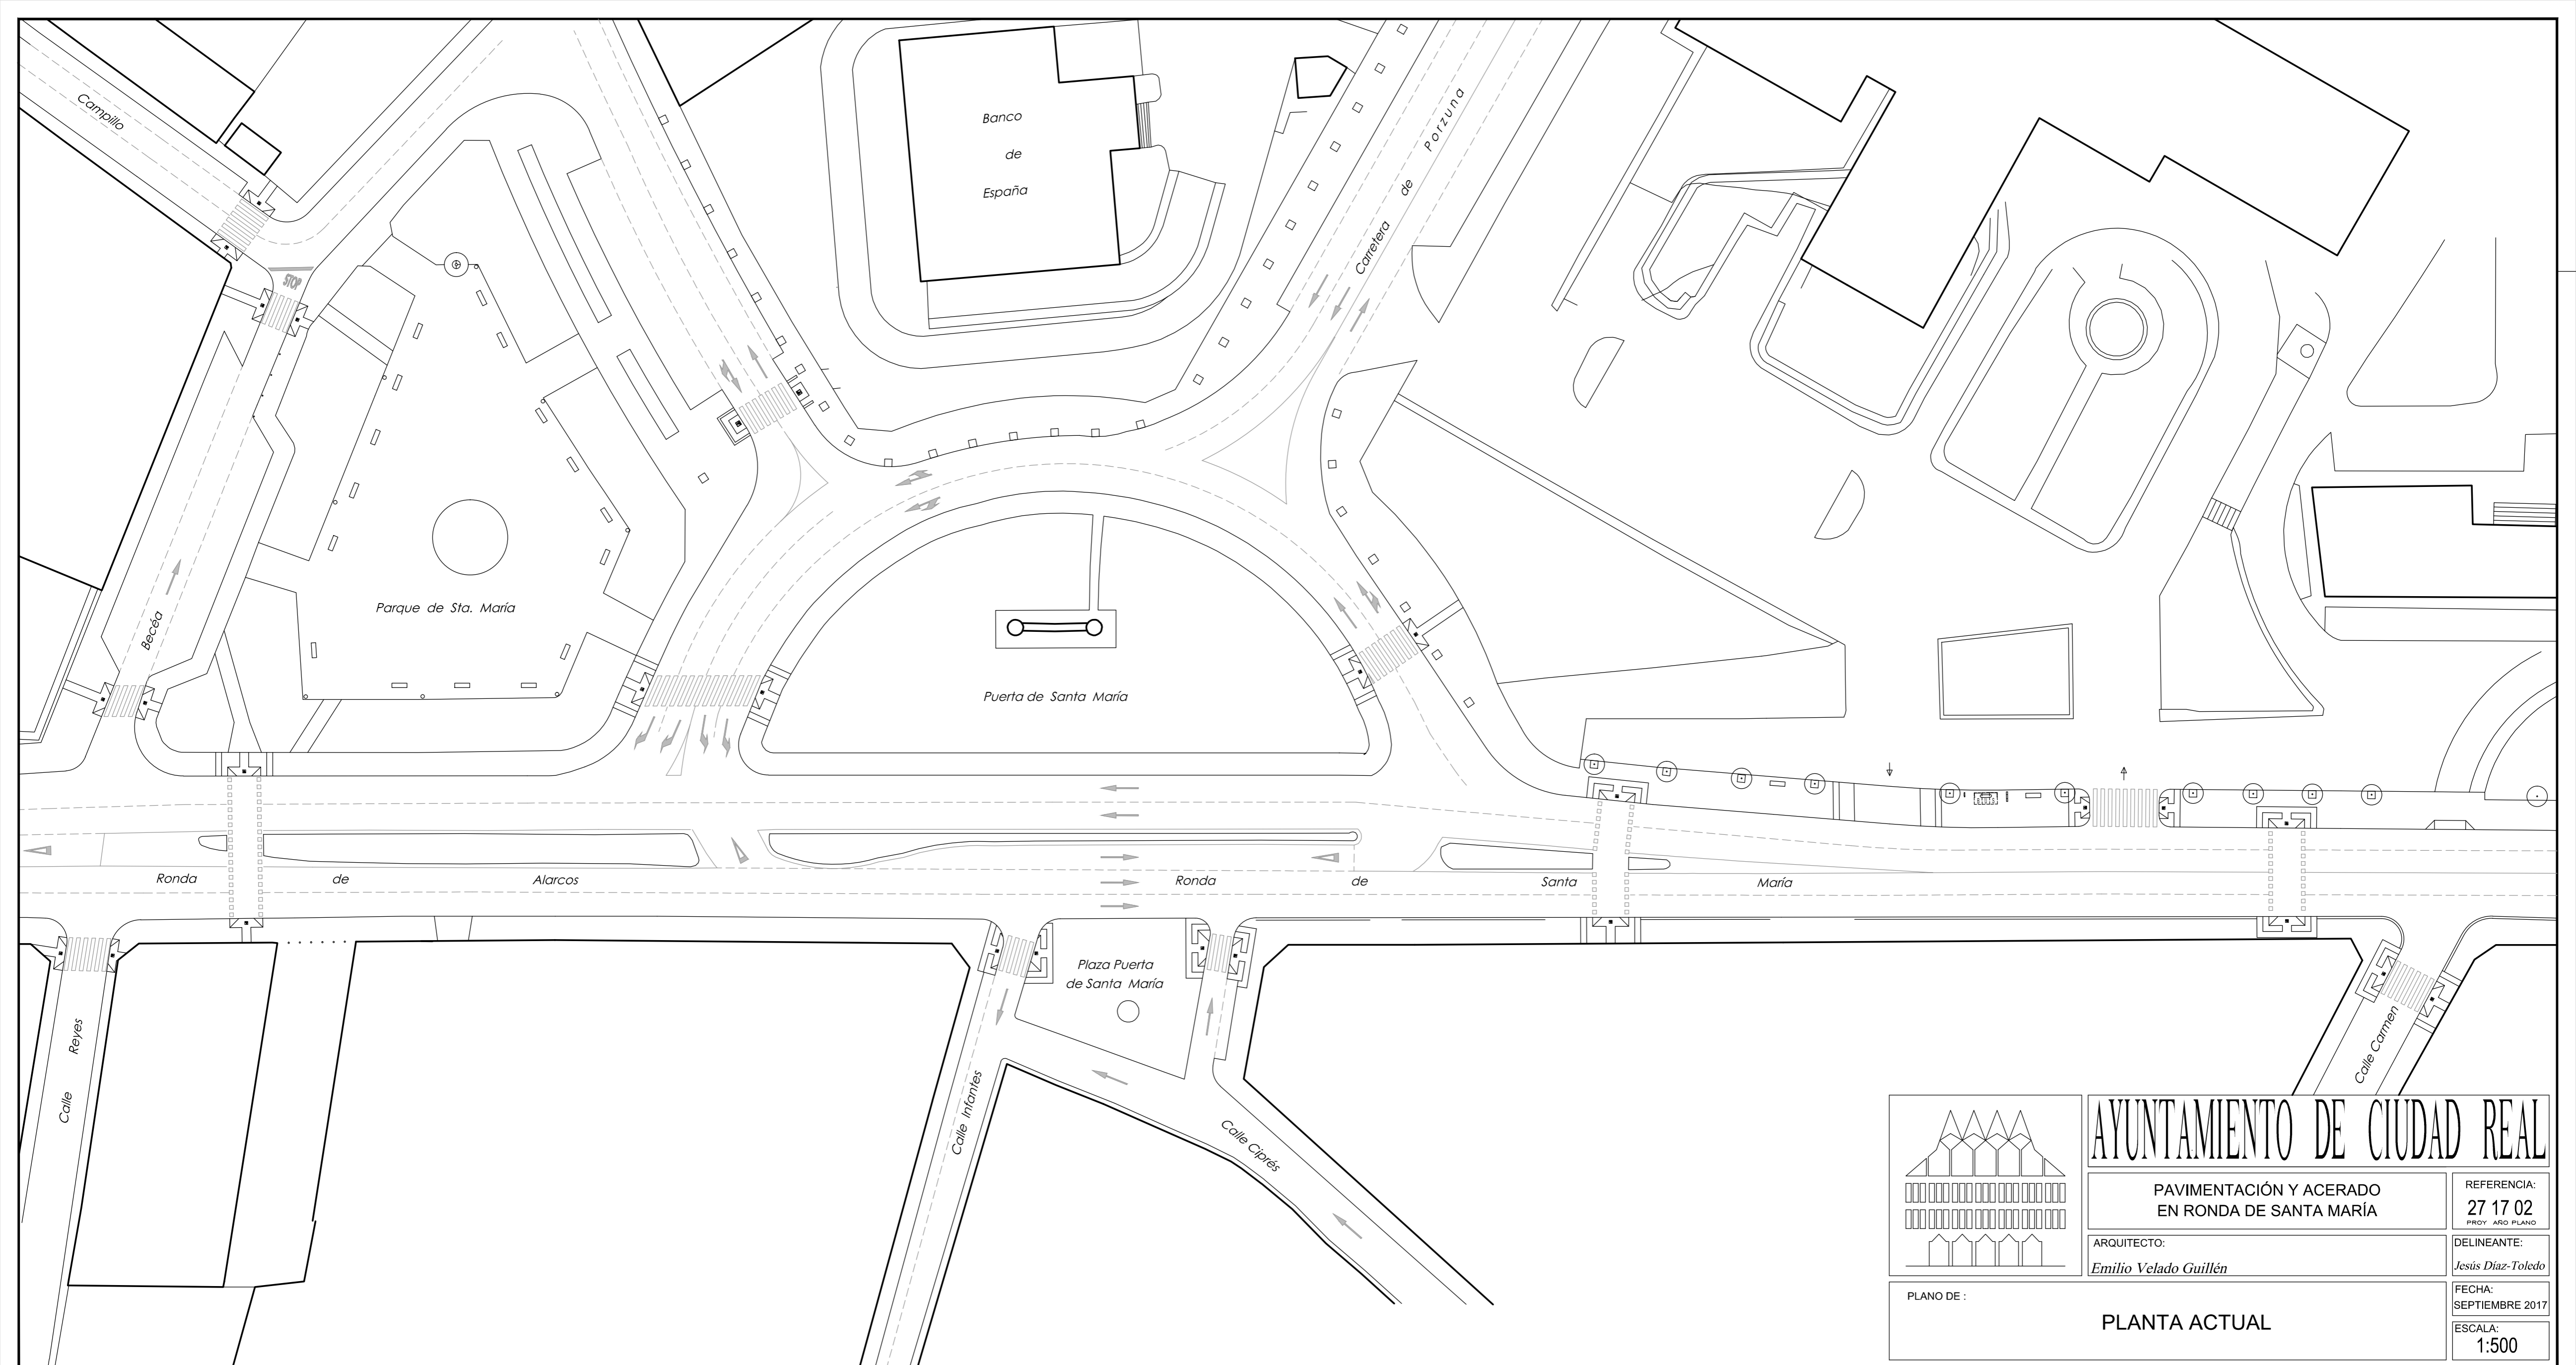 Campillo
STOP
Banco
de
España
Carretera de Porzuna
Becéa
Parque de Sta. María
Puerta de Santa María
Ronda de Alarcos
Ronda de Santa María
Plaza Puerta
de Santa María
Calle Reyes
Calle Infantes
Calle Ciprés
Calle Carmen
AYUNTAMIENTO DE CIUDAD REAL
PAVIMENTACIÓN Y ACERADO
EN RONDA DE SANTA MARÍA
REFERENCIA:
27 17 02
PROY AÑO PLANO
ARQUITECTO:
Emilio Velado Guillén
DELINEANTE:
Jesús Díaz-Toledo
PLANO DE :
PLANTA ACTUAL
FECHA:
SEPTIEMBRE 2017
ESCALA:
1:500